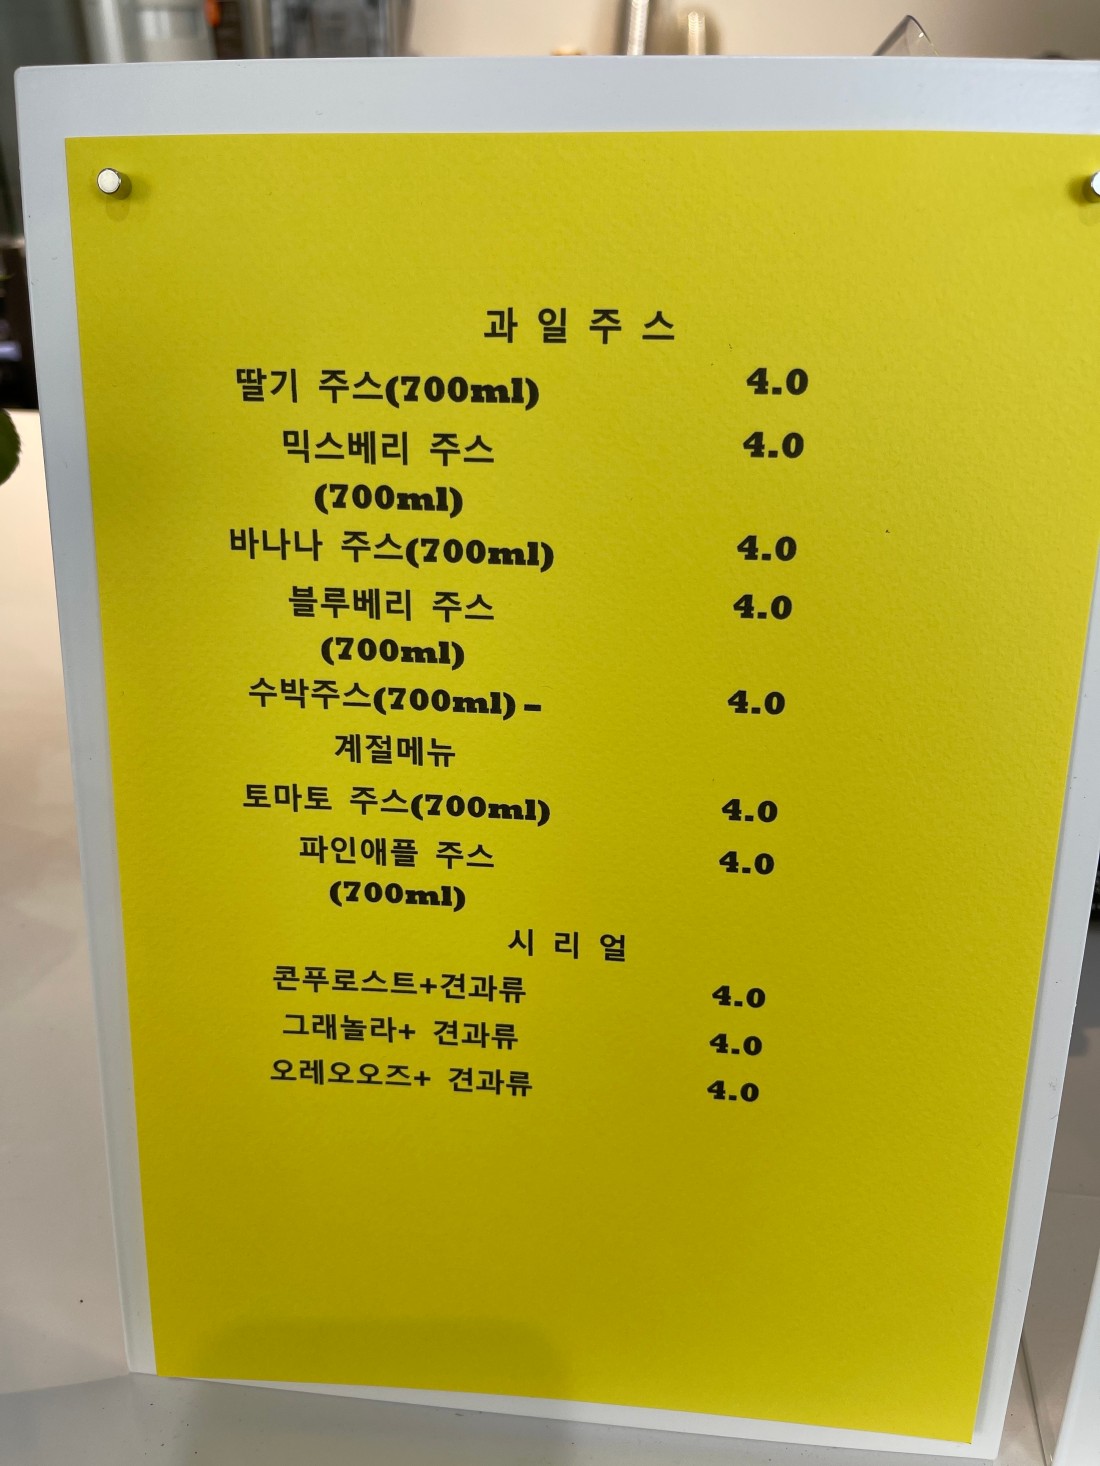 과 일 주 스
딸기 주스(700ml) 4.0
믹스베리 주스 4.0
(700ml)
바나나 주스(700ml) 4.0
블루베리 주스 4.0
(700ml)
수박주스(700ml) – 4.0
계절메뉴
토마토 주스(700ml) 4.0
파인애플 주스 4.0
(700ml)
시 리 얼
콘푸로스트+견과류 4.0
그래놀라+ 견과류 4.0
오레오오즈+ 견과류 4.0